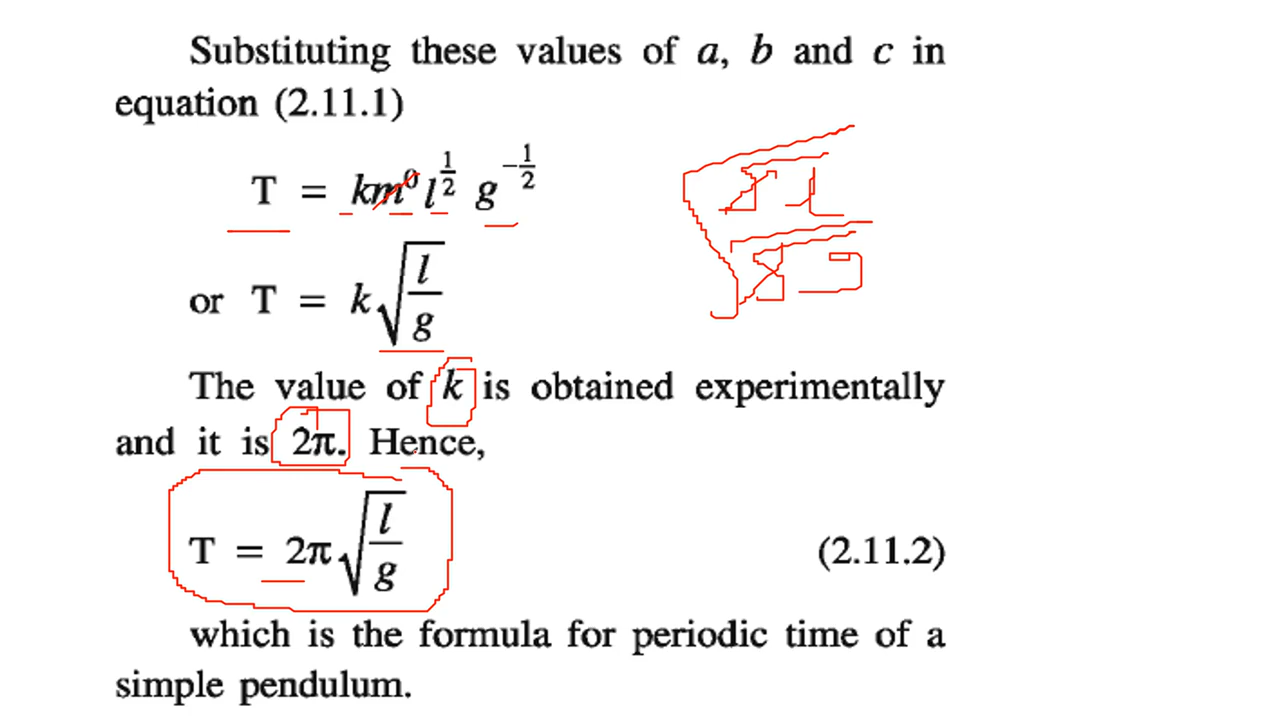 Substituting these values of a, b and c in
equation (2.11.1)
T = km⁰ l^(1/2) g^(-1/2)
or T = k√(l/g)
The value of k is obtained experimentally
and it is 2π. Hence,
T = 2π√(l/g) (2.11.2)
which is the formula for periodic time of a
simple pendulum.